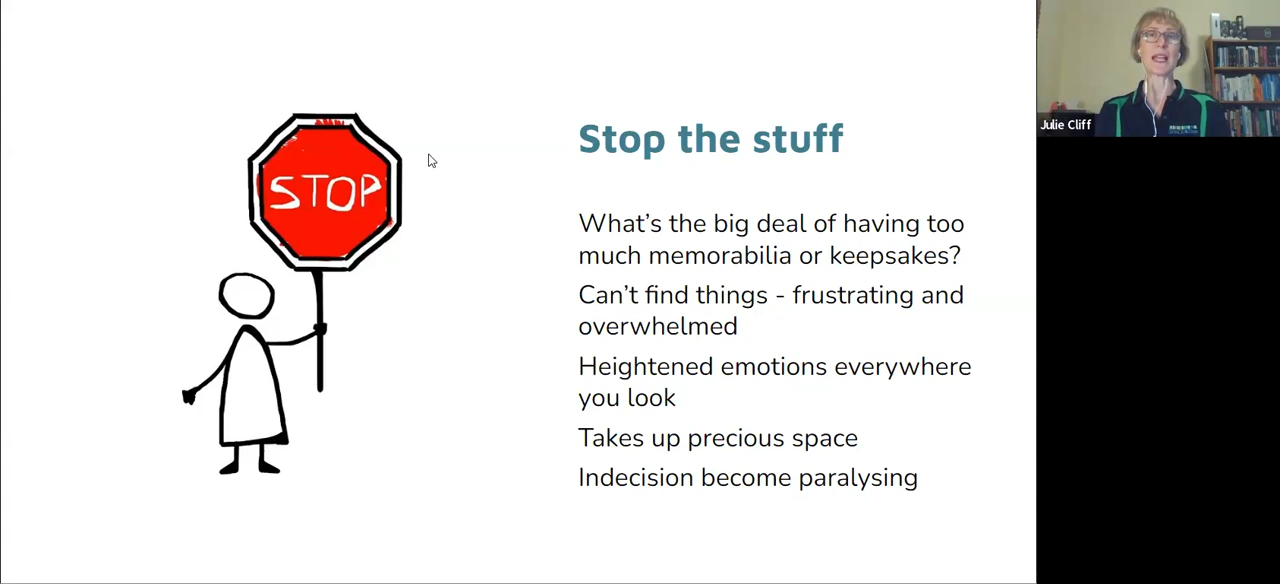 STOP
Stop the stuff
What's the big deal of having too
much memorabilia or keepsakes?
Can't find things - frustrating and
overwhelmed
Heightened emotions everywhere
you look
Takes up precious space
Indecision become paralysing
Julie Cliff